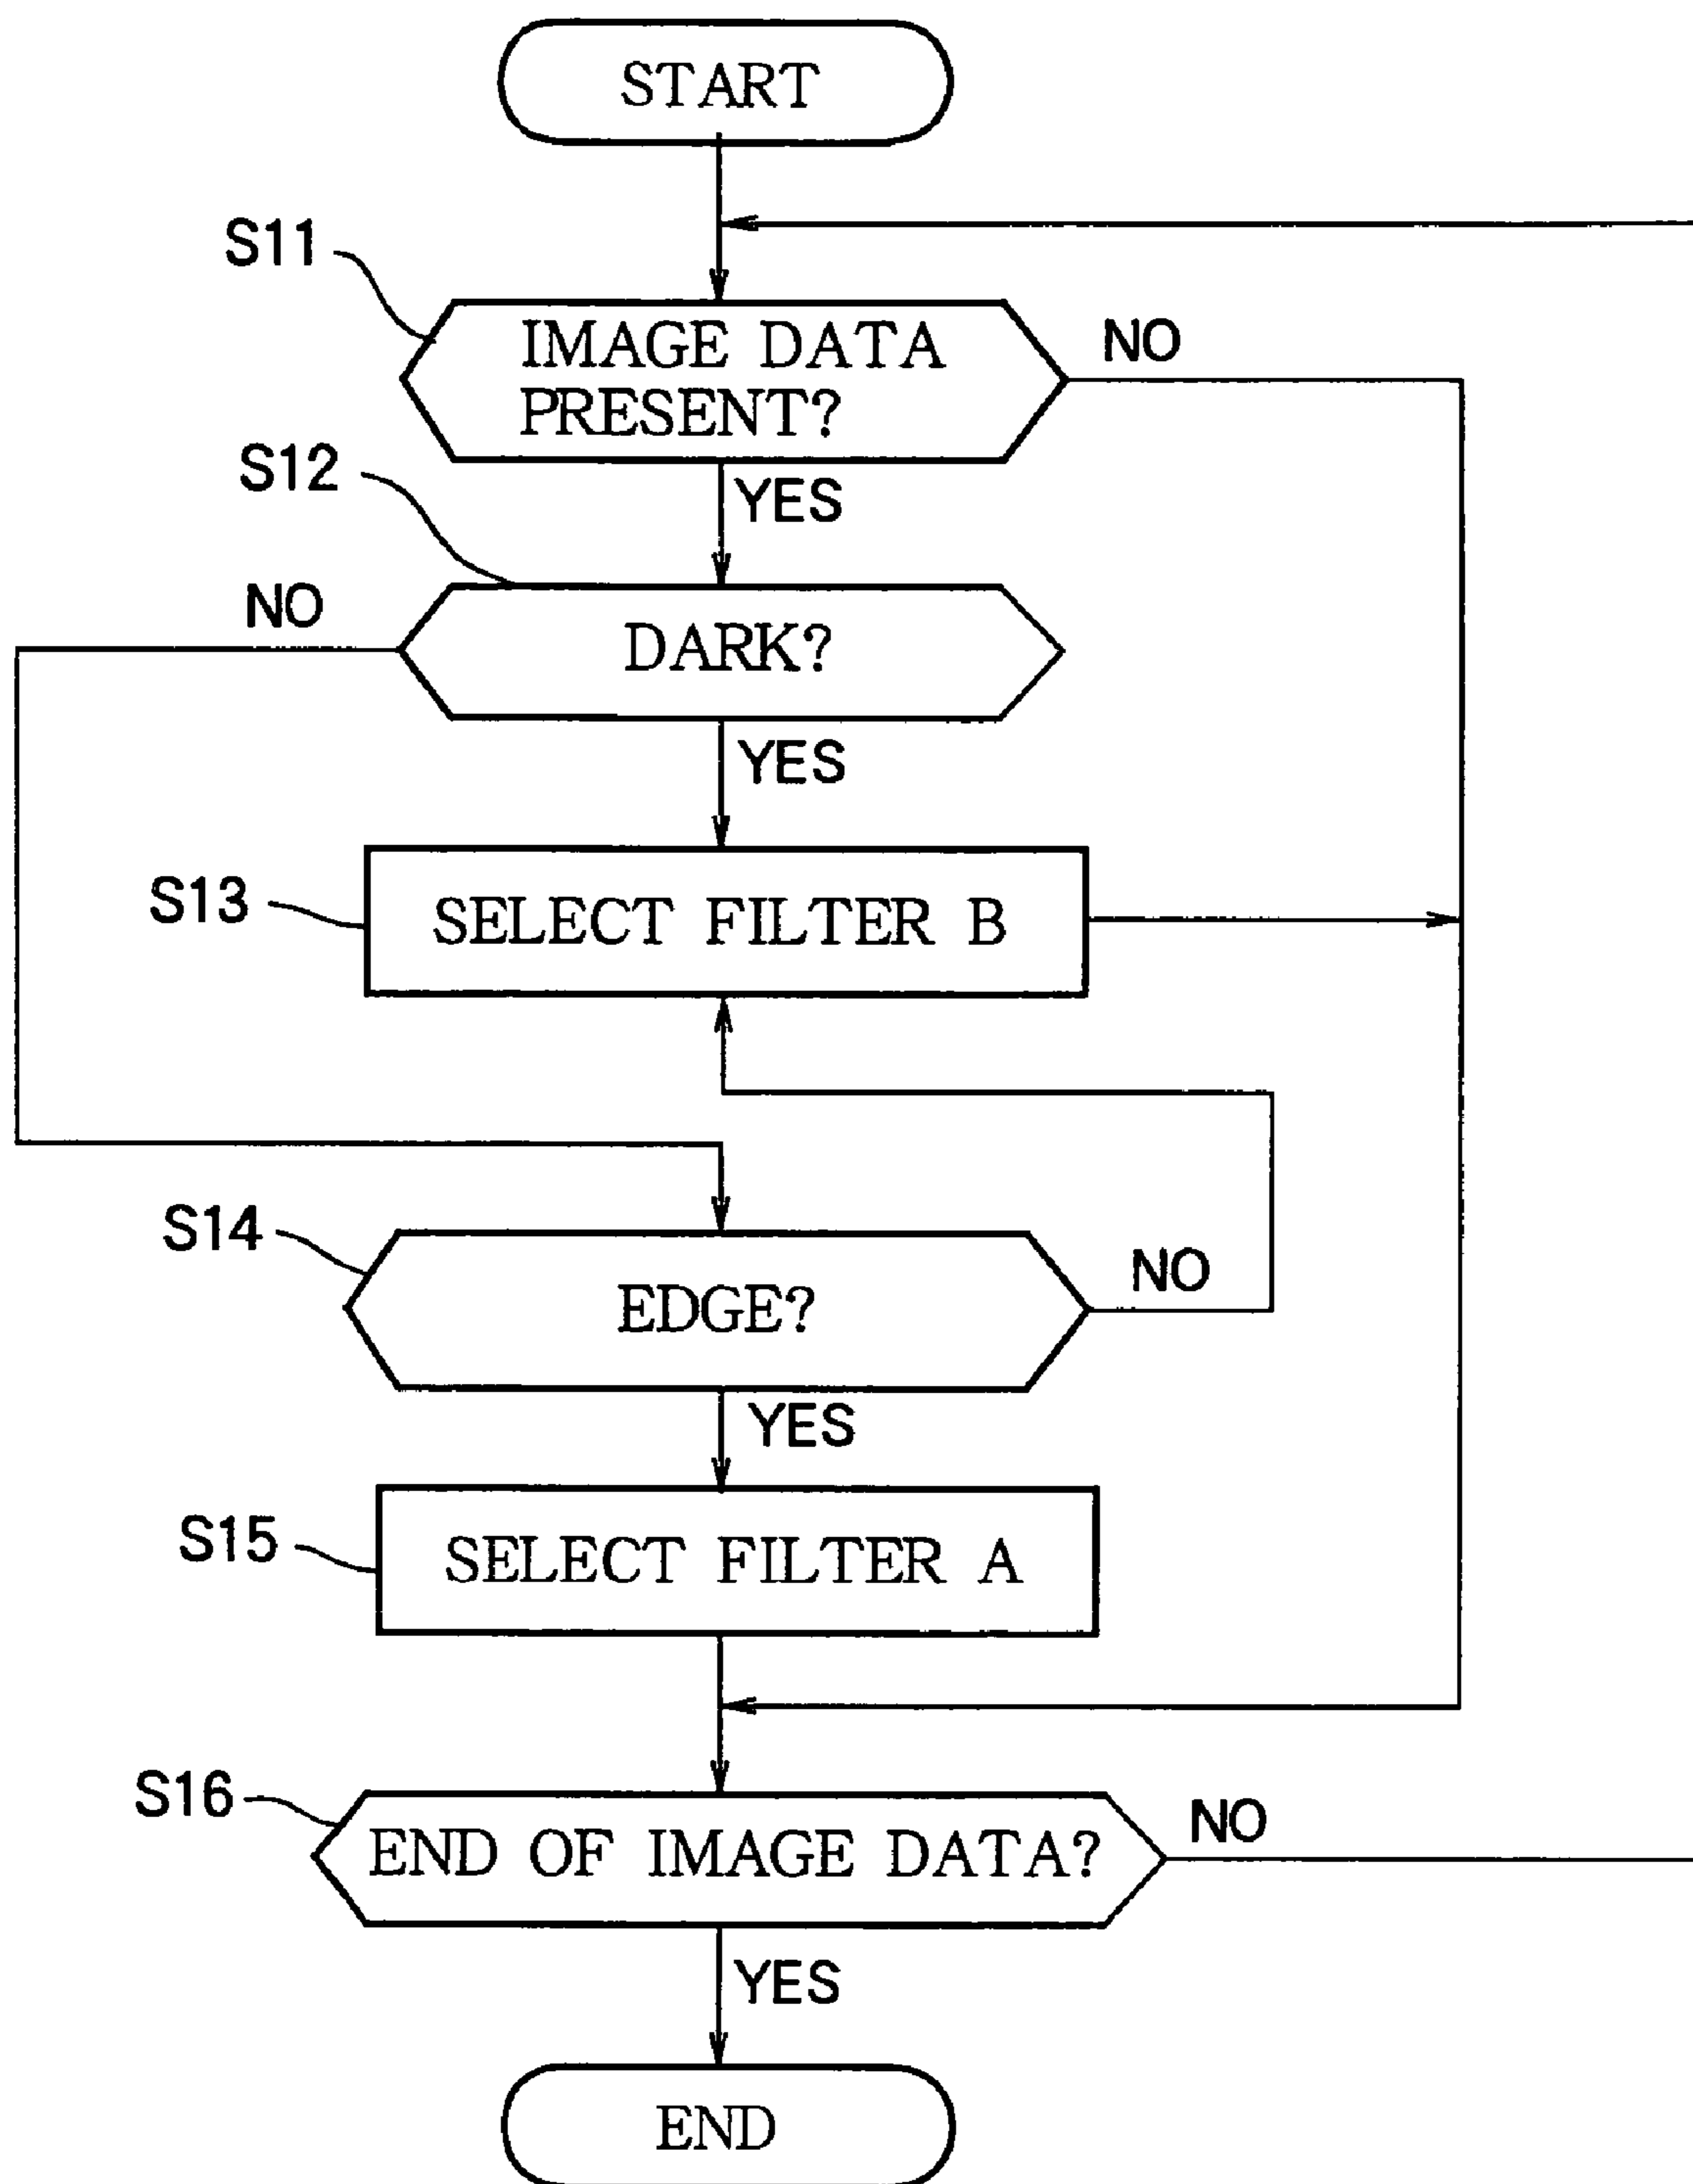 START
S11
IMAGE DATA
PRESENT?
NO
YES
S12
NO
DARK?
YES
S13
SELECT FILTER B
S14
EDGE?
NO
YES
S15
SELECT FILTER A
S16
END OF IMAGE DATA?
NO
YES
END